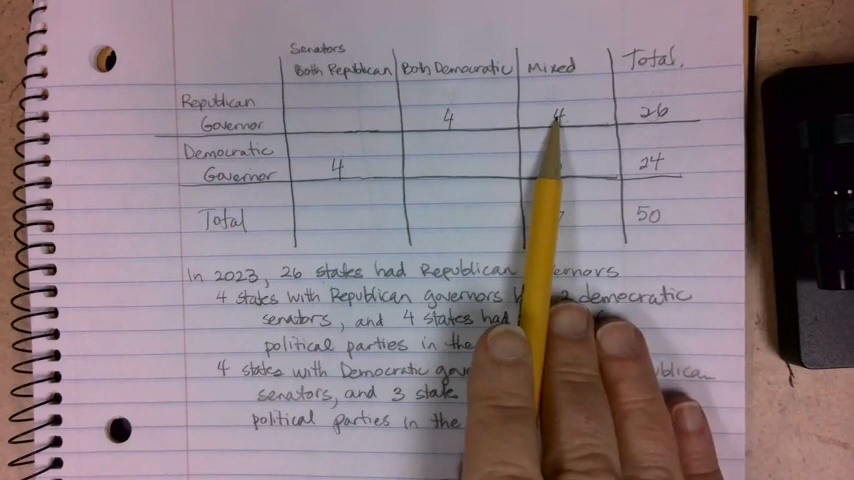 Senators
Both Republican Both Democratic Mixed Total.
Republican
Governor 4 4 26
Democratic
Governor 4 24
Total 50
In 2023, 26 states had Republican
4 states with Republican governors 2 democratic
senators, and 4 states had
political parties in the
4 states with Democratic
senators, and 3 state
political parties in the